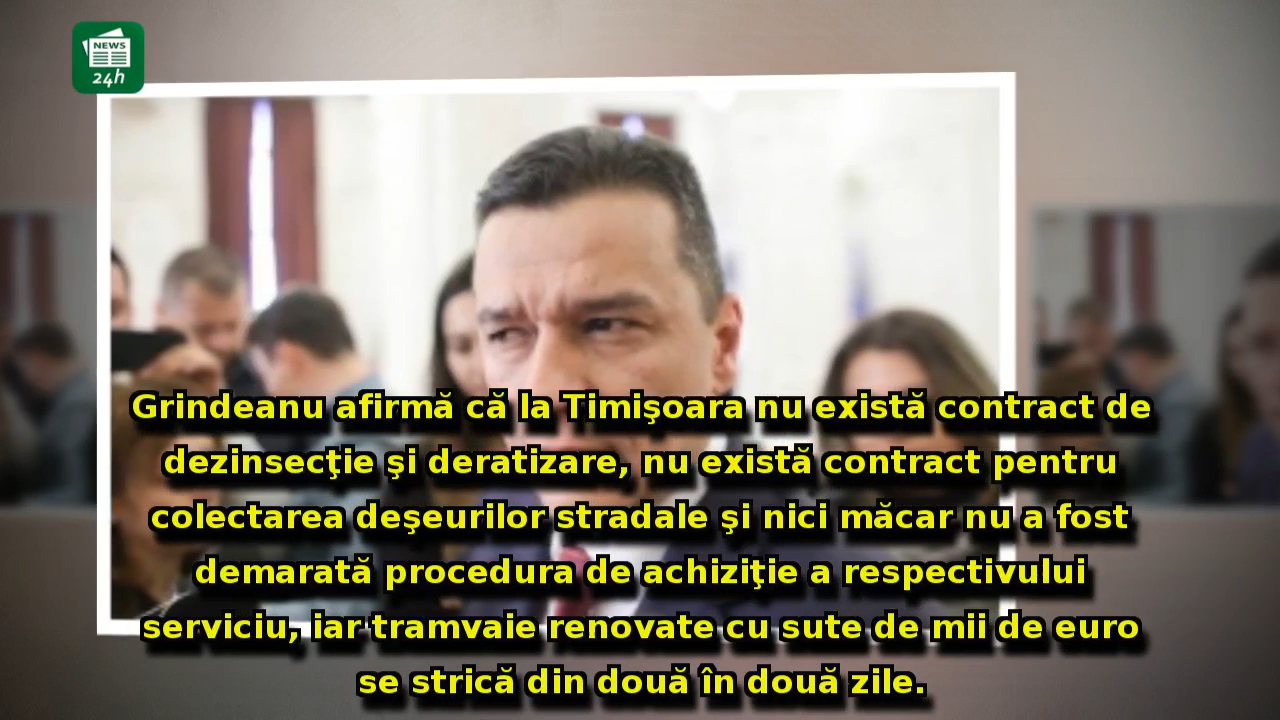 NEWS
24h
Grindeanu afirmă că la Timişoara nu există contract de
dezinsecţie şi deratizare, nu există contract pentru
colectarea deşeurilor stradale şi nici măcar nu a fost
demarată procedura de achiziţie a respectivului
serviciu, iar tramvaie renovate cu sute de mii de euro
se strică din două în două zile.